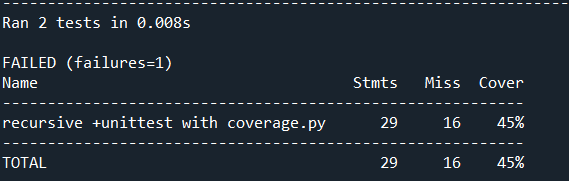 ----------------------------------------------------------------------
Ran 2 tests in 0.008s
FAILED (failures=1)
Name                                Stmts   Miss  Cover
-------------------------------------------------------
recursive +unittest with coverage.py      29     16    45%
-------------------------------------------------------
TOTAL                                  29     16    45%